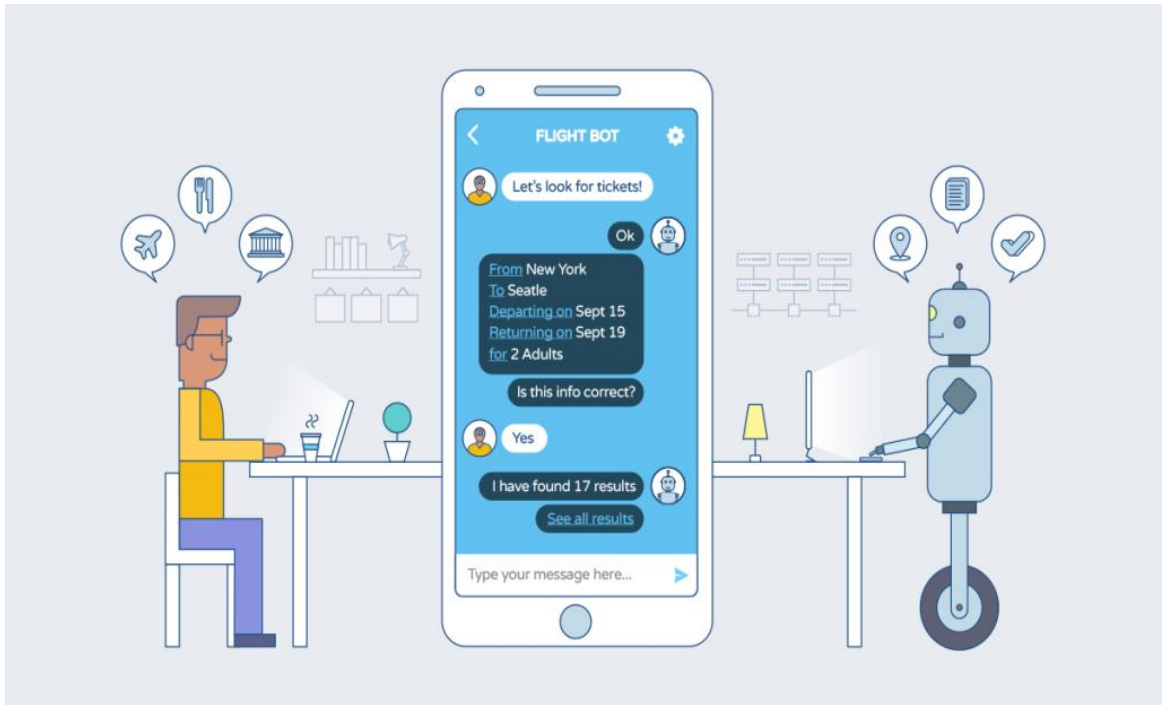 FLIGHT BOT
Let's look for tickets!
Ok
From New York
To Seatle
Departing on Sept 15
Returning on Sept 19
for 2 Adults
Is this info correct?
Yes
I have found 17 results
See all results
Type your message here...